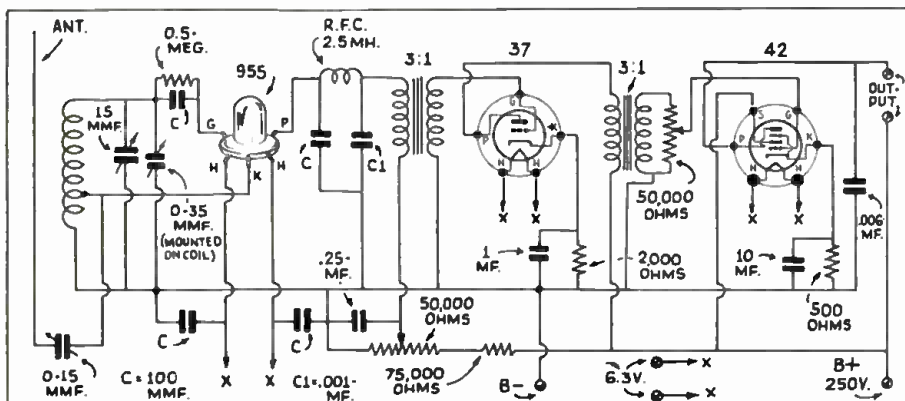 ANT.
0.5-
MEG.
955
R.F.C.
2.5MH.
3:1
37
3:1
42
OUT-
PUT.
15
MMF.
C
G
P
H
K
H
C
C1
G
K
P
H
H
X
X
S
G
P
K
H
H
X
X
50,000
OHMS
.006
MF.
0-35
MMF.
(MOUNTED
ON COIL)
.25-
MF.
1
MF.
2,000
OHMS
10
MF.
500
OHMS
50,000
OHMS
C
C
75,000
OHMS
0-15
MMF.
C=100
MMF.
X
X
C1=.001-
MF.
B-
6.3V.
X
X
B+
250V.